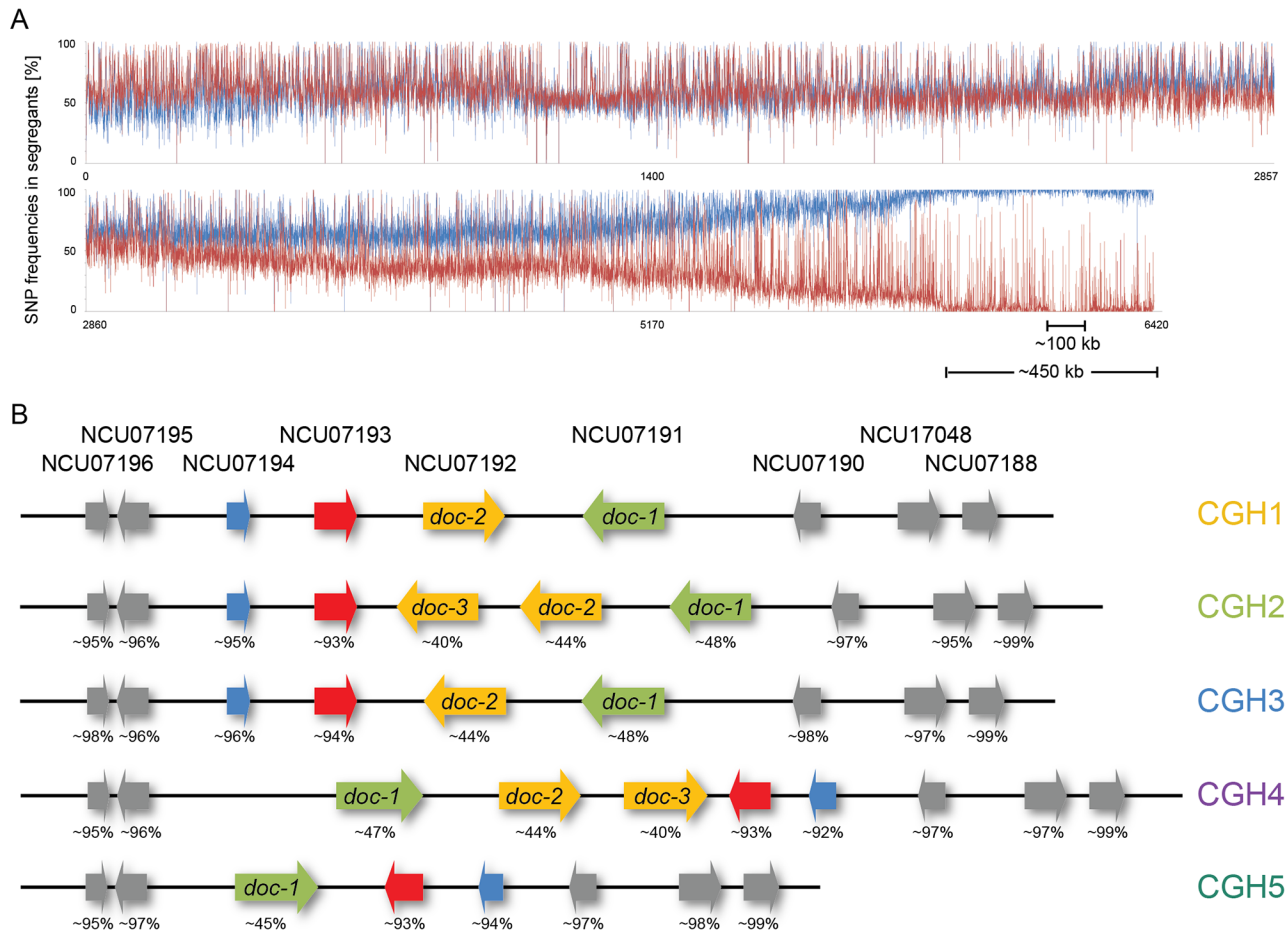 A
SNP frequencies in segregants [%]
100
50
0
0 1400 2857
100
50
0
2860 5170 6420
~100 kb
~450 kb
B
NCU07195 NCU07193 NCU07191 NCU17048
NCU07196 NCU07194 NCU07192 NCU07190 NCU07188
doc-2 doc-1 CGH1
doc-3 doc-2 doc-1 CGH2
~95% ~96% ~95% ~93% ~40% ~44% ~48% ~97% ~95% ~99%
doc-2 doc-1 CGH3
~98% ~96% ~96% ~94% ~44% ~48% ~98% ~97% ~99%
doc-1 doc-2 doc-3 CGH4
~95% ~96% ~47% ~44% ~40% ~93% ~92% ~97% ~97% ~99%
doc-1 CGH5
~95% ~97% ~45% ~93% ~94% ~97% ~98% ~99%